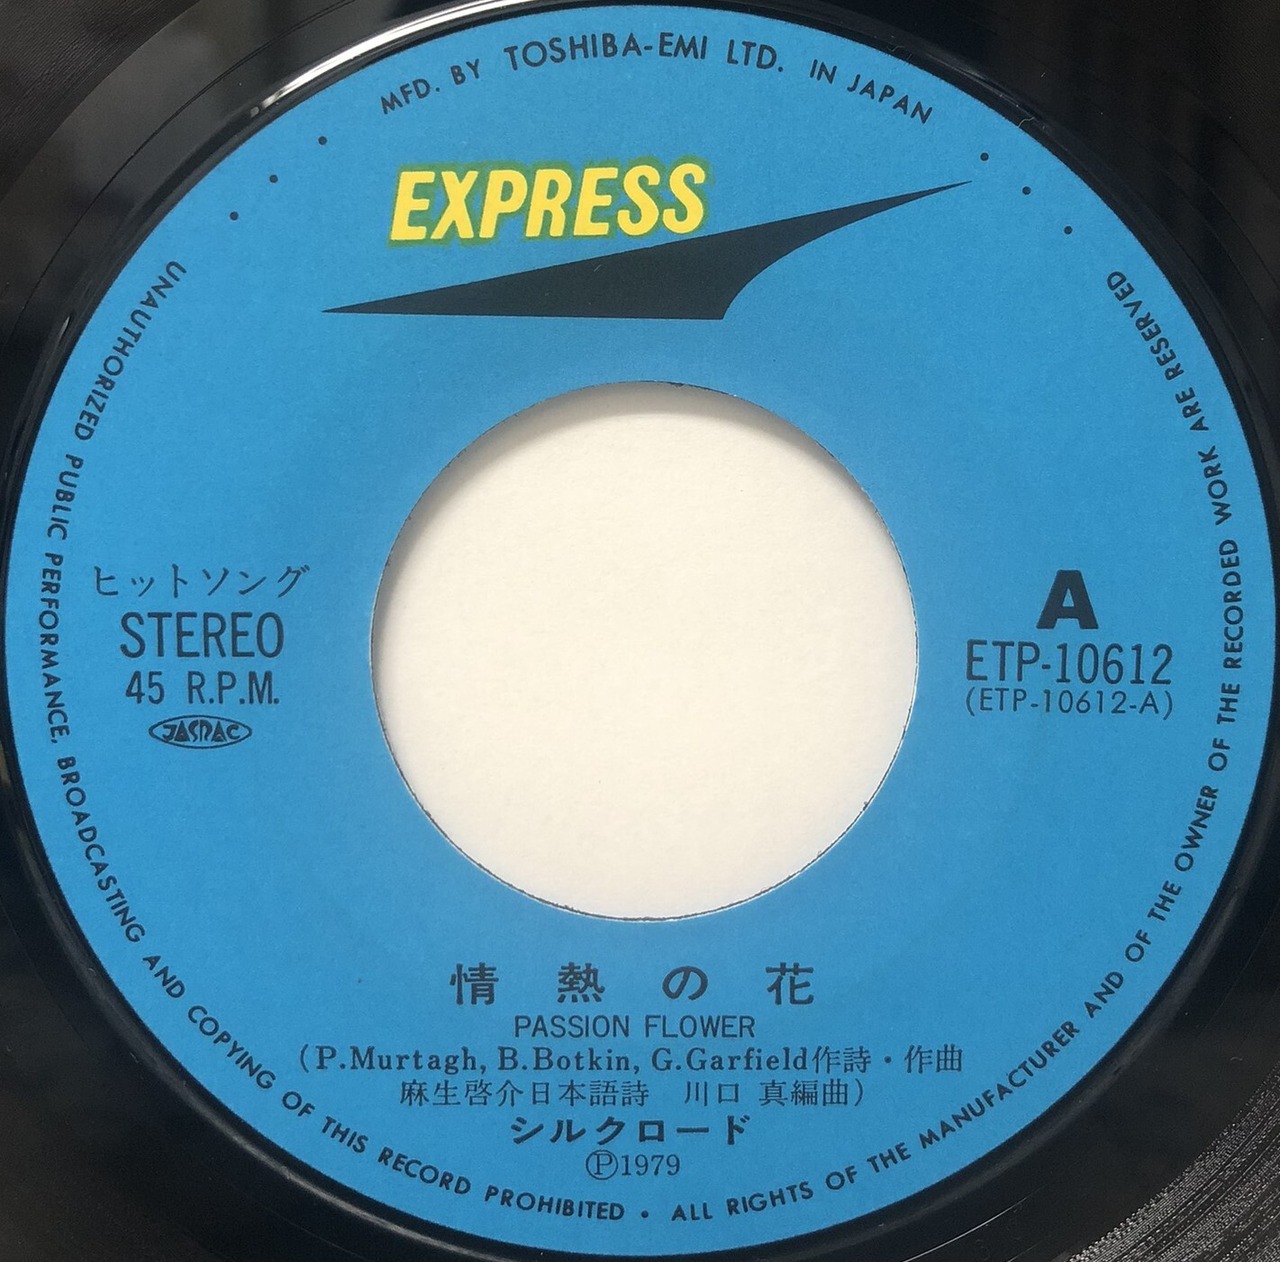 MFD. BY TOSHIBA-EMI LTD. IN JAPAN
EXPRESS
ヒットソング
STEREO
45 R.P.M.
JASRAC
A
ETP-10612
(ETP-10612-A)
情熱の花
PASSION FLOWER
(P.Murtagh, B.Botkin, G.Garfield作詩・作曲
麻生啓介日本語詩 川口 真編曲)
シルクロード
Ⓟ1979
UNAUTHORIZED PUBLIC PERFORMANCE, BROADCASTING AND COPYING OF THIS RECORD PROHIBITED • ALL RIGHTS OF THE MANUFACTURER AND OF THE OWNER OF THE RECORDED WORK ARE RESERVED